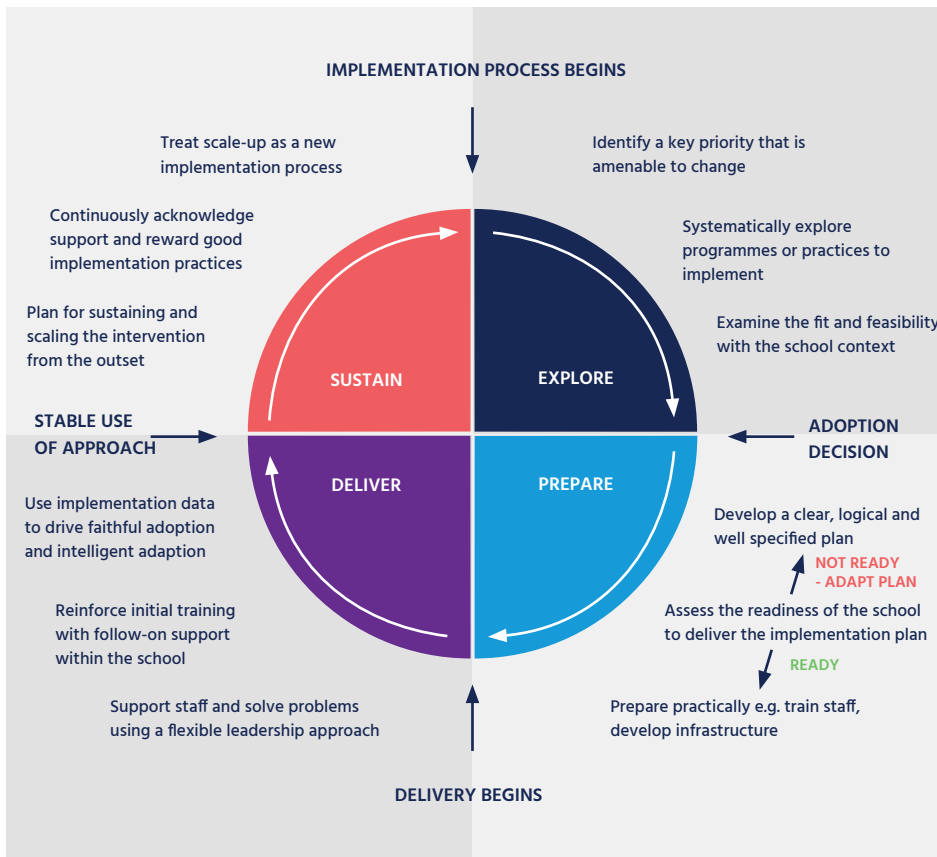 IMPLEMENTATION PROCESS BEGINS
Treat scale-up as a new
implementation process
Identify a key priority that is
amenable to change
Continuously acknowledge
support and reward good
implementation practices
Systematically explore
programmes or practices to
implement
Plan for sustaining and
scaling the intervention
from the outset
Examine the fit and feasibility
with the school context
SUSTAIN
EXPLORE
STABLE USE
OF APPROACH
ADOPTION
DECISION
DELIVER
PREPARE
Use implementation data
to drive faithful adoption
and intelligent adaption
Develop a clear, logical and
well specified plan
NOT READY
- ADAPT PLAN
Reinforce initial training
with follow-on support
within the school
Assess the readiness of the school
to deliver the implementation plan
READY
Support staff and solve problems
using a flexible leadership approach
Prepare practically e.g. train staff,
develop infrastructure
DELIVERY BEGINS